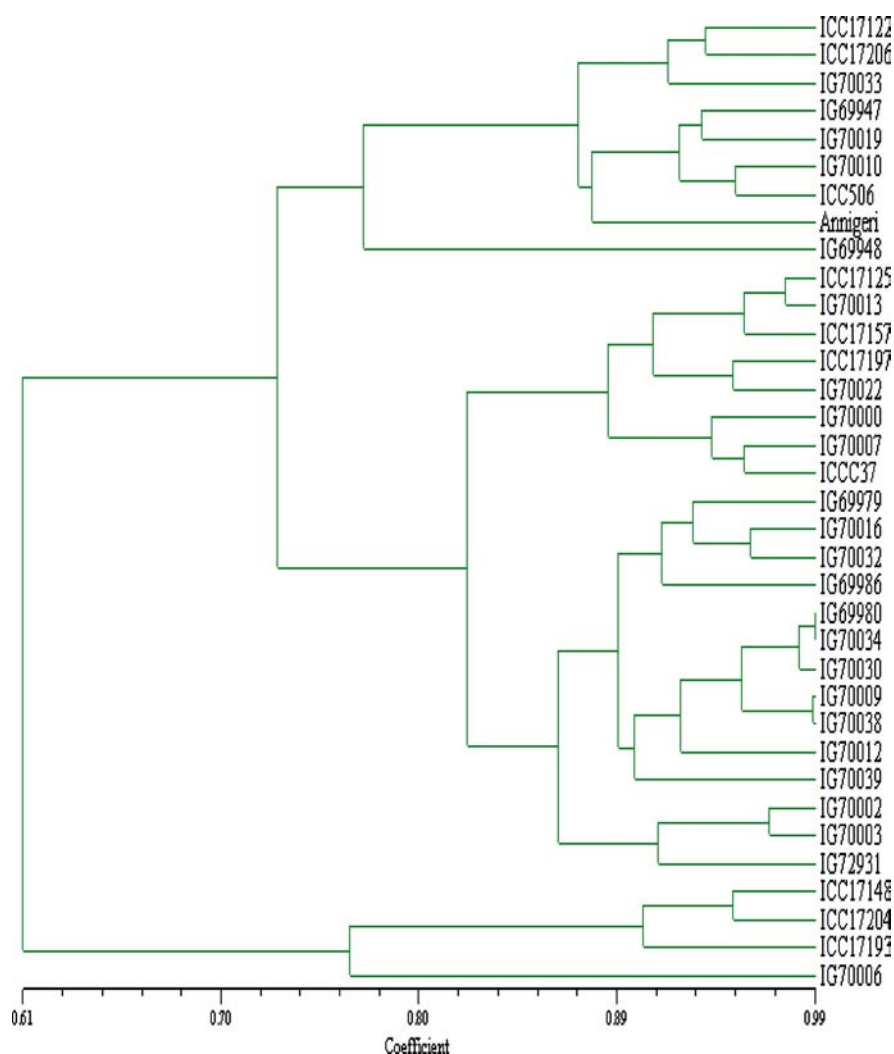 ICC17122
ICC17206
IG70033
IG69947
IG70019
IG70010
ICC506
Annigeri
IG69948
ICC17125
IG70013
ICC17157
ICC17197
IG70022
IG70000
IG70007
ICCC37
IG69979
IG70016
IG70032
IG69986
IG69980
IG70034
IG70030
IG70009
IG70038
IG70012
IG70039
IG70002
IG70003
IG72931
ICC17148
ICC17204
ICC17193
IG70006
0.61 0.70 0.80 0.89 0.99
Coefficient